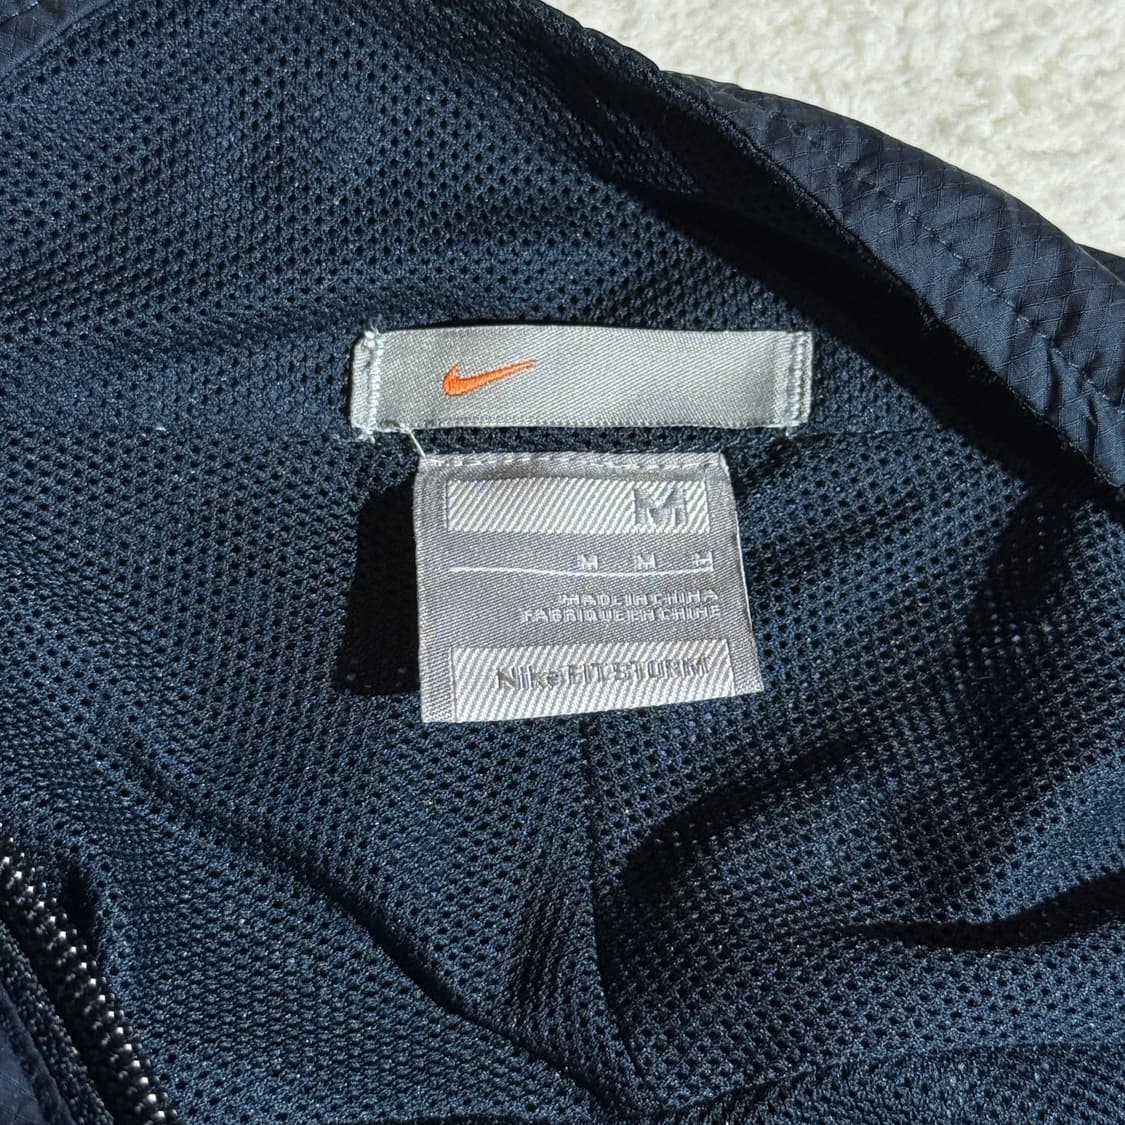 M
M M M
MADE IN CHINA
FABRIQUE EN CHINE
Nike FIT STORM